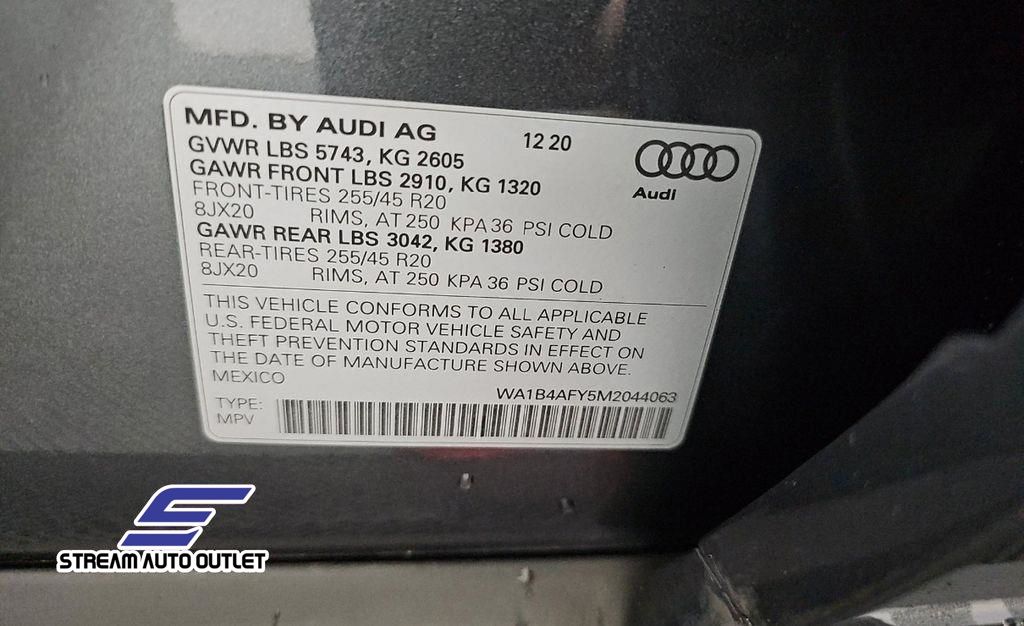 MFD. BY AUDI AG 12 20
GVWR LBS 5743, KG 2605
GAWR FRONT LBS 2910, KG 1320
Audi
FRONT-TIRES 255/45 R20
8JX20 RIMS, AT 250 KPA 36 PSI COLD
GAWR REAR LBS 3042, KG 1380
REAR-TIRES 255/45 R20
8JX20 RIMS, AT 250 KPA 36 PSI COLD
THIS VEHICLE CONFORMS TO ALL APPLICABLE
U.S. FEDERAL MOTOR VEHICLE SAFETY AND
THEFT PREVENTION STANDARDS IN EFFECT ON
THE DATE OF MANUFACTURE SHOWN ABOVE.
MEXICO
WA1B4AFY5M2044063
TYPE:
MPV
STREAM AUTO OUTLET